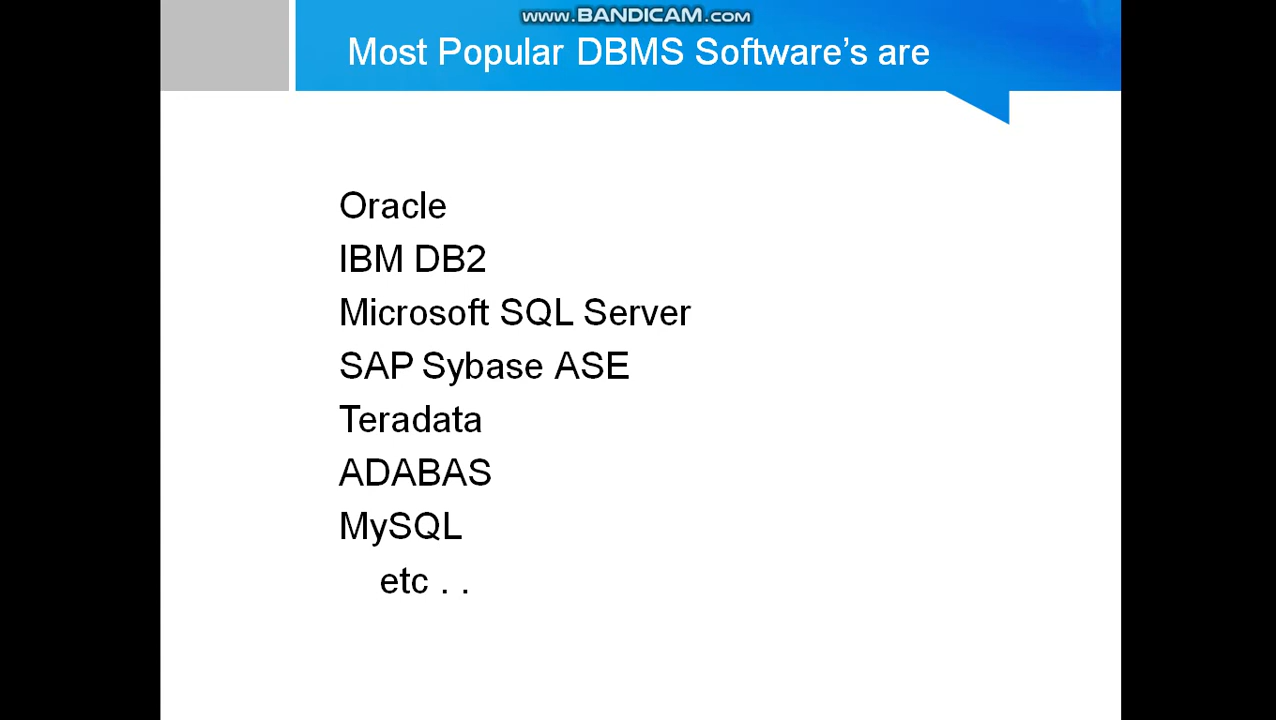 www.BANDICAM.com
Most Popular DBMS Software’s are
Oracle
IBM DB2
Microsoft SQL Server
SAP Sybase ASE
Teradata
ADABAS
MySQL
etc . .